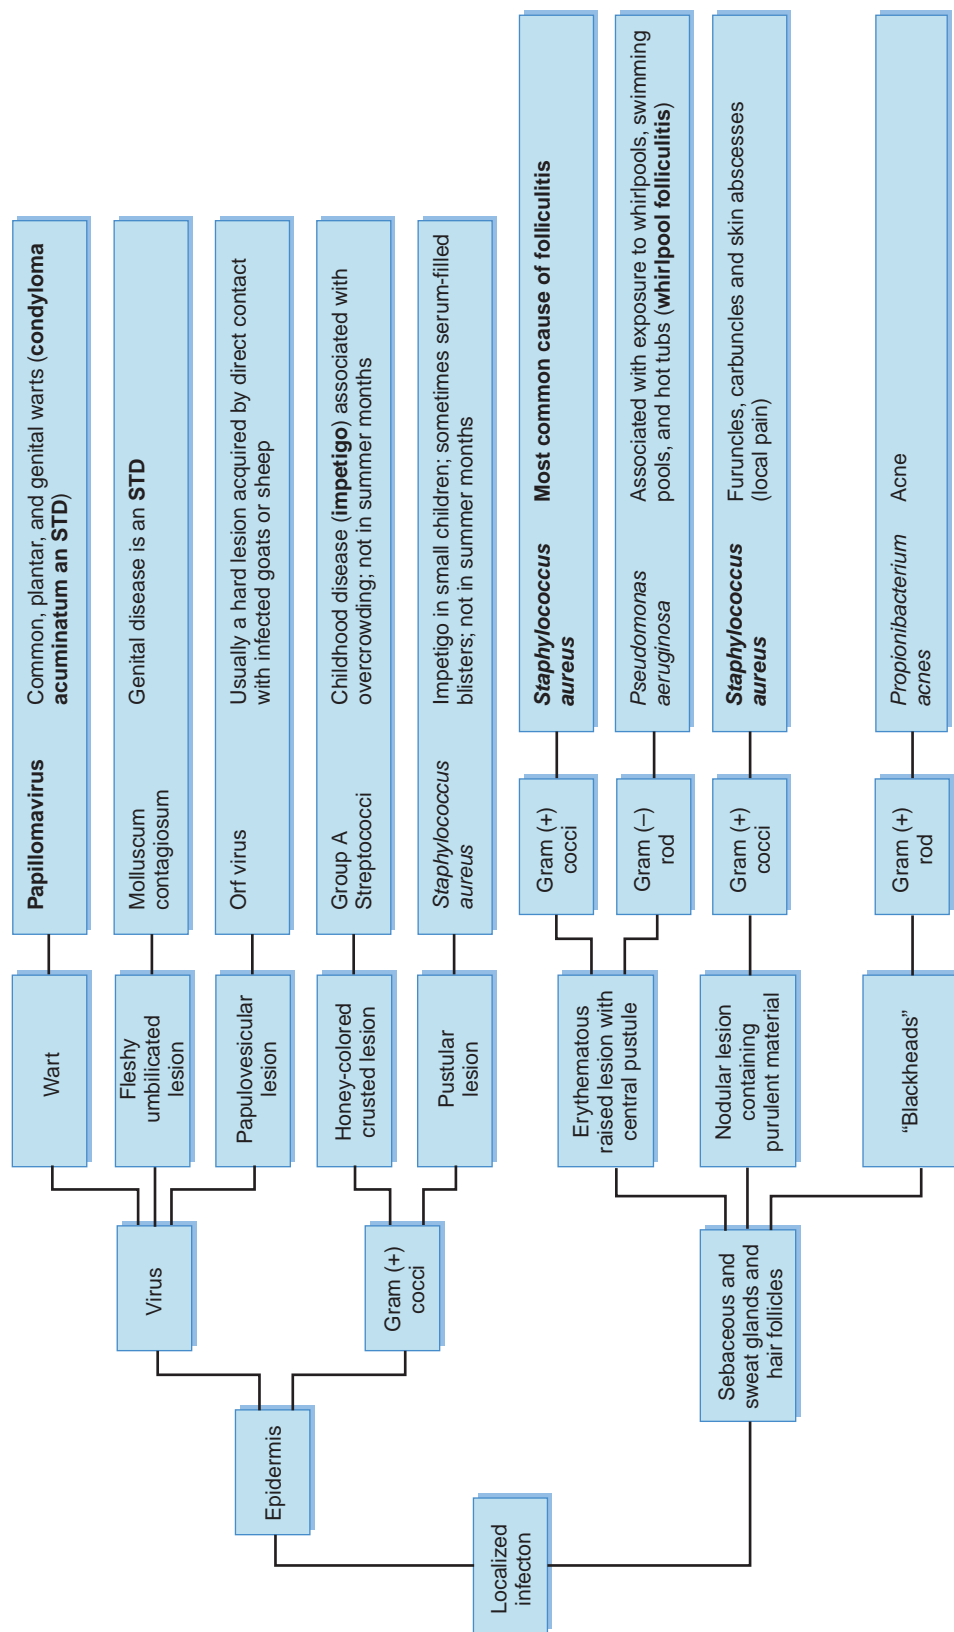 Localized
infecton
Epidermis
Virus
Wart
Papillomavirus
Common, plantar, and genital warts (condyloma
acuminatum an STD)
Fleshy
umbilicated
lesion
Molluscum
contagiosum
Genital disease is an STD
Papulovesicular
lesion
Orf virus
Usually a hard lesion acquired by direct contact
with infected goats or sheep
Gram (+)
cocci
Honey-colored
crusted lesion
Group A
Streptococci
Childhood disease (impetigo) associated with
overcrowding; not in summer months
Pustular
lesion
Staphylococcus
aureus
Impetigo in small children; sometimes serum-filled
blisters; not in summer months
Sebaceous and
sweat glands and
hair follicles
Erythematous
raised lesion with
central pustule
Gram (+)
cocci
Staphylococcus
aureus
Most common cause of folliculitis
Gram (–)
rod
Pseudomonas
aeruginosa
Associated with exposure to whirlpools, swimming
pools, and hot tubs (whirlpool folliculitis)
Nodular lesion
containing
purulent material
Gram (+)
cocci
Staphylococcus
aureus
Furuncles, carbuncles and skin abscesses
(local pain)
“Blackheads”
Gram (+)
rod
Propionibacterium
acnes
Acne